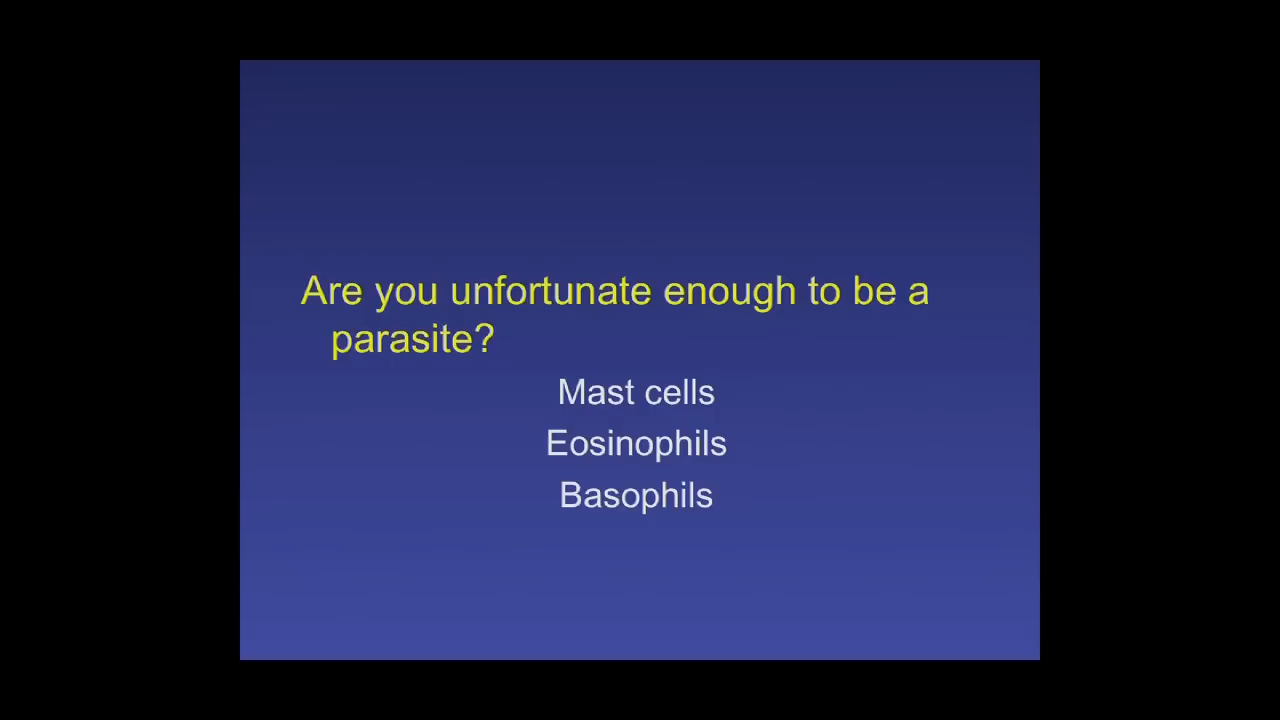 Are you unfortunate enough to be a
parasite?
Mast cells
Eosinophils
Basophils